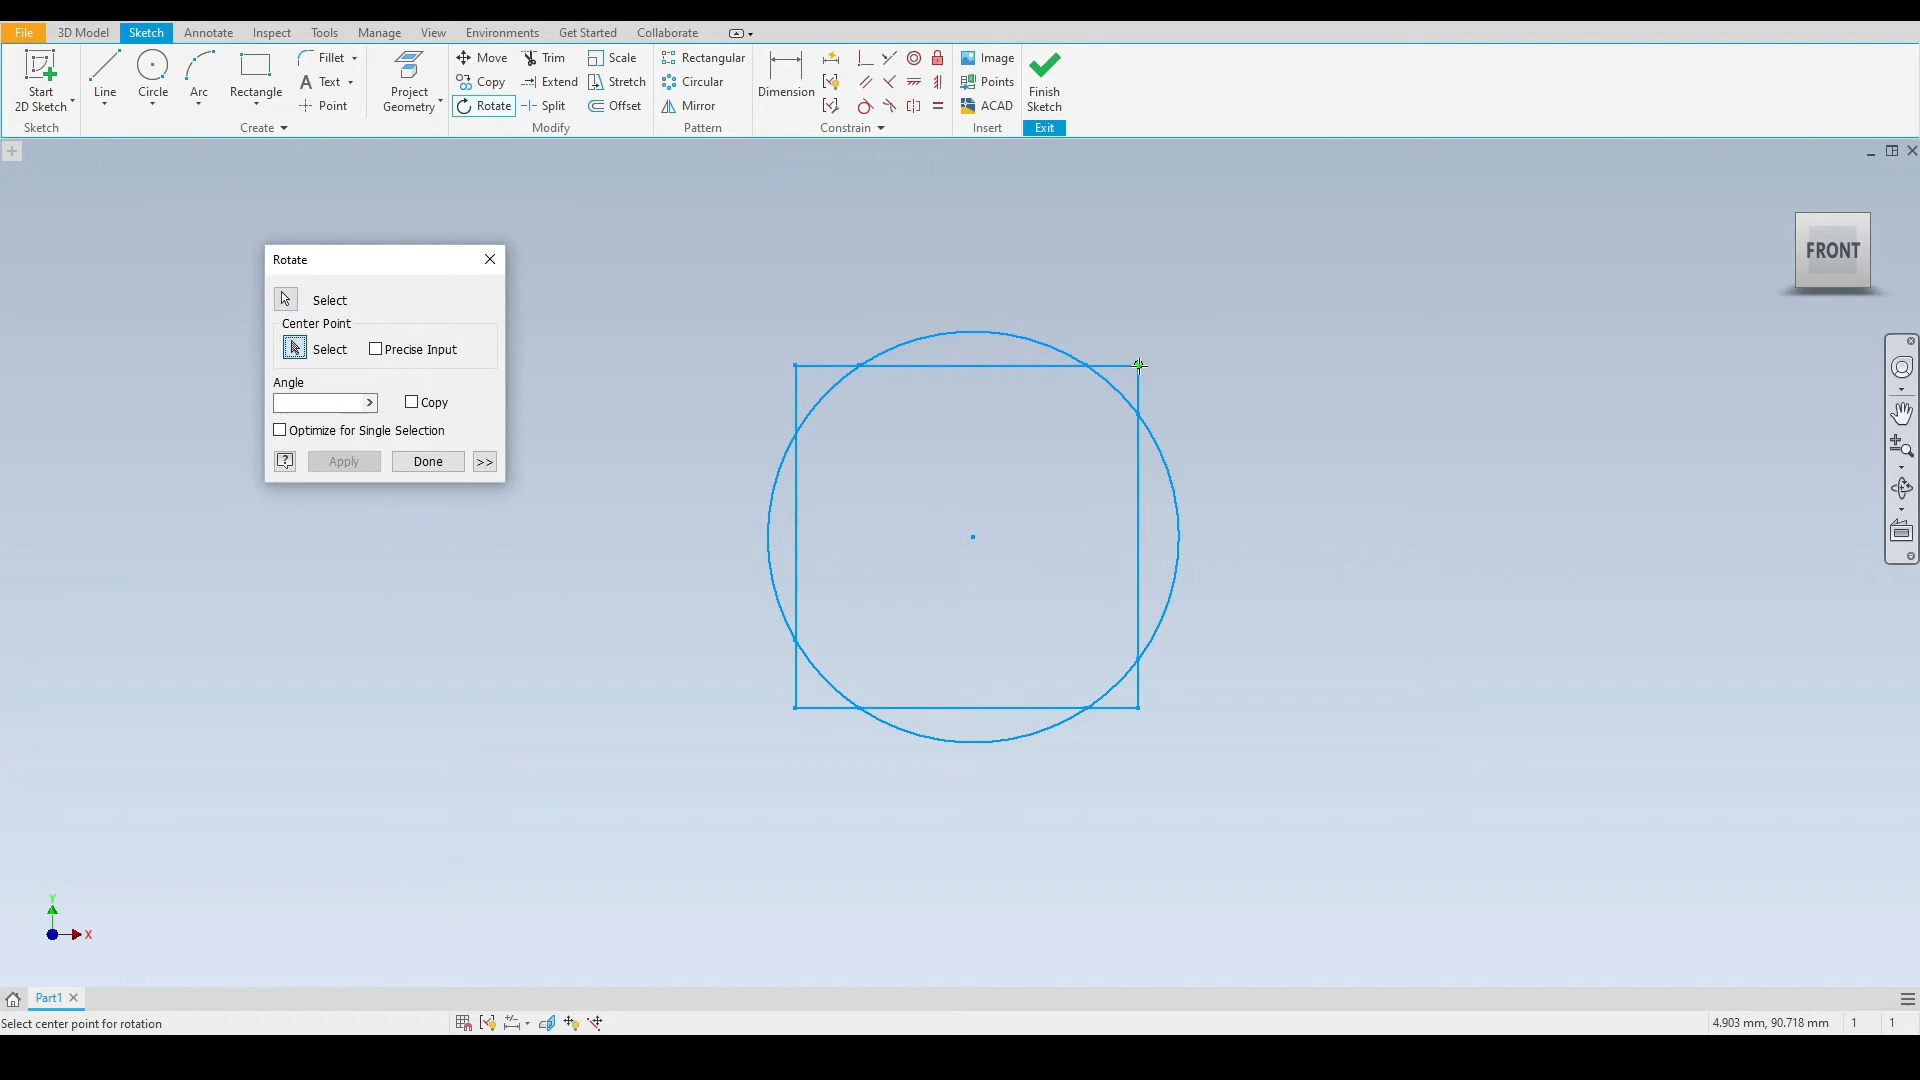 File 3D Model Sketch Annotate Inspect Tools Manage View Environments Get Started Collaborate
Start
2D Sketch
Line
Circle
Arc
Rectangle
Fillet
Text
Point
Project
Geometry
Move
Copy
Rotate
Trim
Extend
Split
Scale
Stretch
Offset
Rectangular
Circular
Mirror
Dimension
Image
Points
ACAD
Finish
Sketch
Sketch Create Modify Pattern Constrain Insert Exit
FRONT
Rotate
Select
Center Point
Select Precise Input
Angle
Copy
Optimize for Single Selection
Apply Done >>
Y
X
Part1
Select center point for rotation
4.903 mm, 90.718 mm 1 1